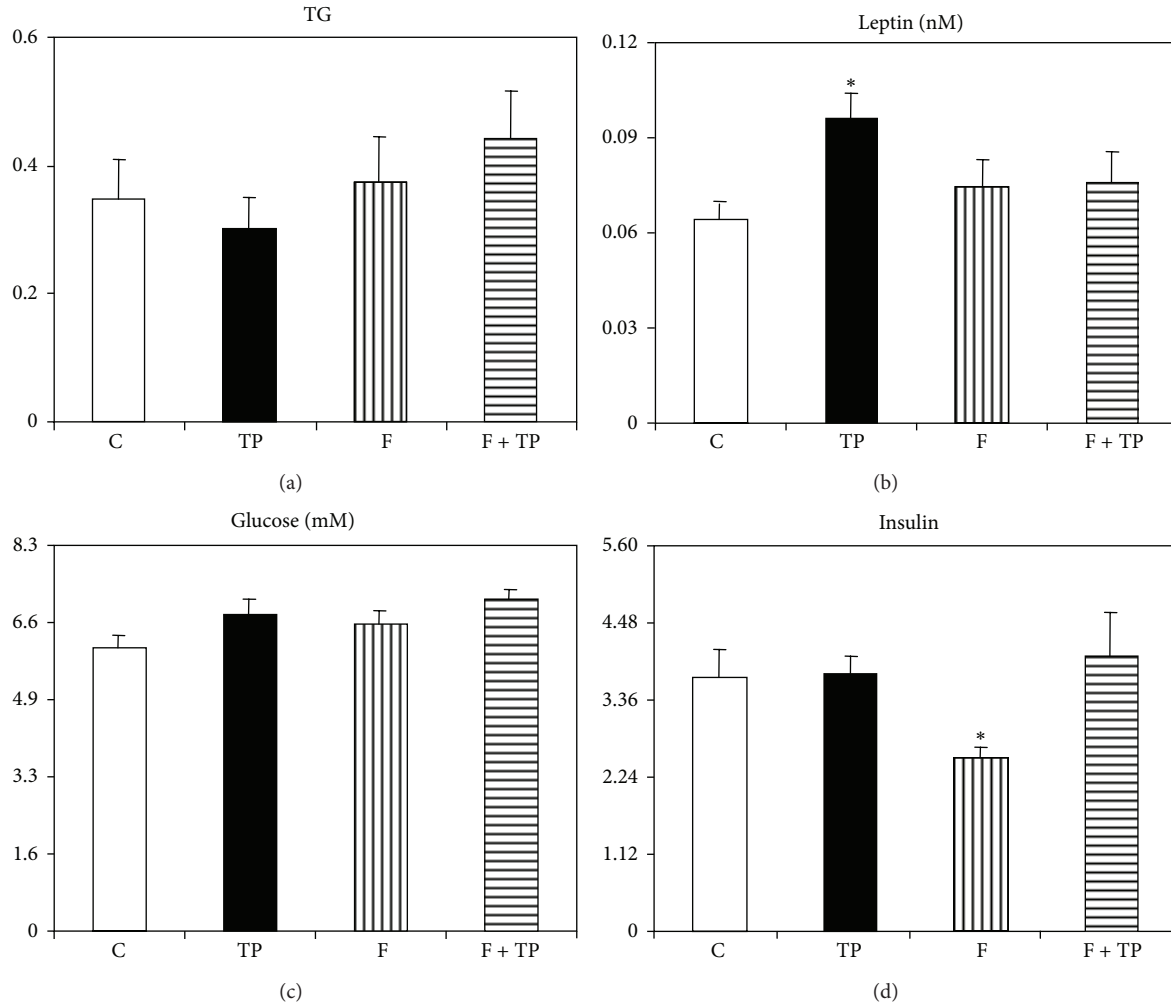 TG
0.6
0.4
0.2
0
C TP F F + TP
(a)
Leptin (nM)
0.12
0.09
0.06
0.03
0
*
C TP F F + TP
(b)
Glucose (mM)
8.3
6.6
4.9
3.3
1.6
0
C TP F F + TP
(c)
Insulin
5.60
4.48
3.36
2.24
1.12
0
*
C TP F F + TP
(d)